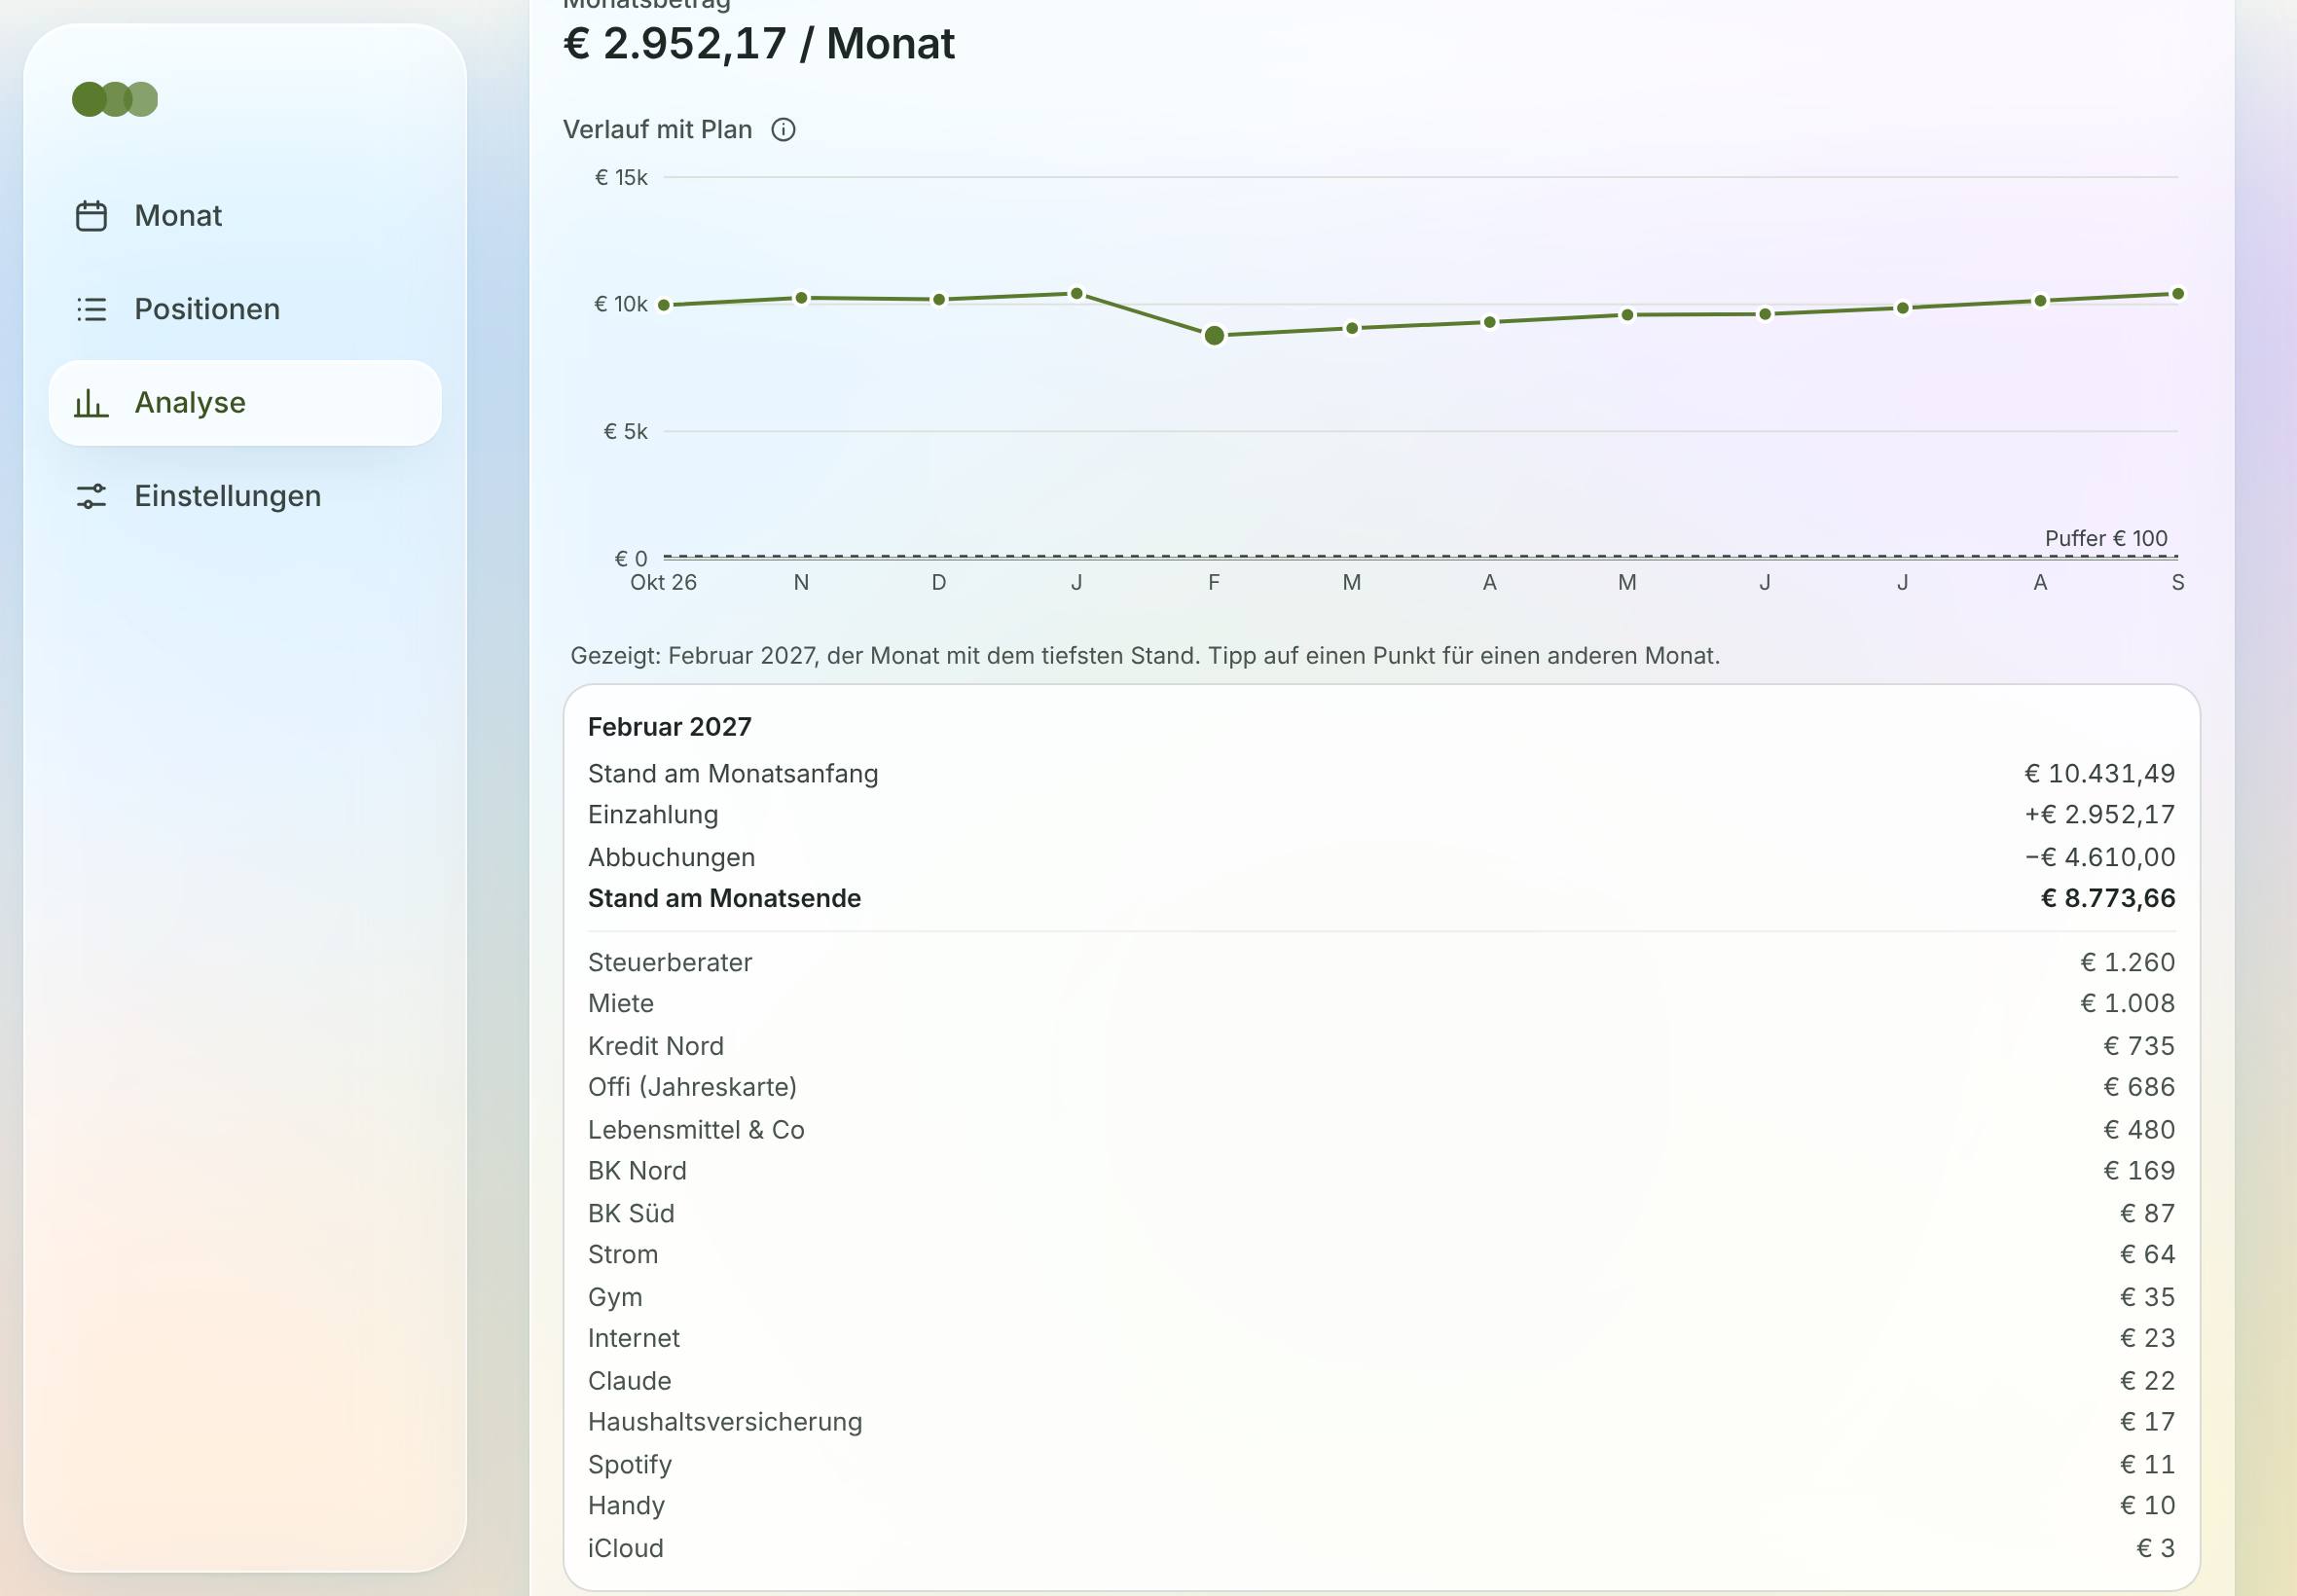 Monatsbetrag
€ 2.952,17 / Monat
Verlauf mit Plan
Monat
Positionen
Analyse
Einstellungen
€ 15k
€ 10k
€ 5k
€ 0
Puffer € 100
Okt 26 N D J F M A M J J A S
Gezeigt: Februar 2027, der Monat mit dem tiefsten Stand. Tipp auf einen Punkt für einen anderen Monat.
Februar 2027
Stand am Monatsanfang € 10.431,49
Einzahlung +€ 2.952,17
Abbuchungen −€ 4.610,00
Stand am Monatsende € 8.773,66
Steuerberater € 1.260
Miete € 1.008
Kredit Nord € 735
Offi (Jahreskarte) € 686
Lebensmittel & Co € 480
BK Nord € 169
BK Süd € 87
Strom € 64
Gym € 35
Internet € 23
Claude € 22
Haushaltsversicherung € 17
Spotify € 11
Handy € 10
iCloud € 3